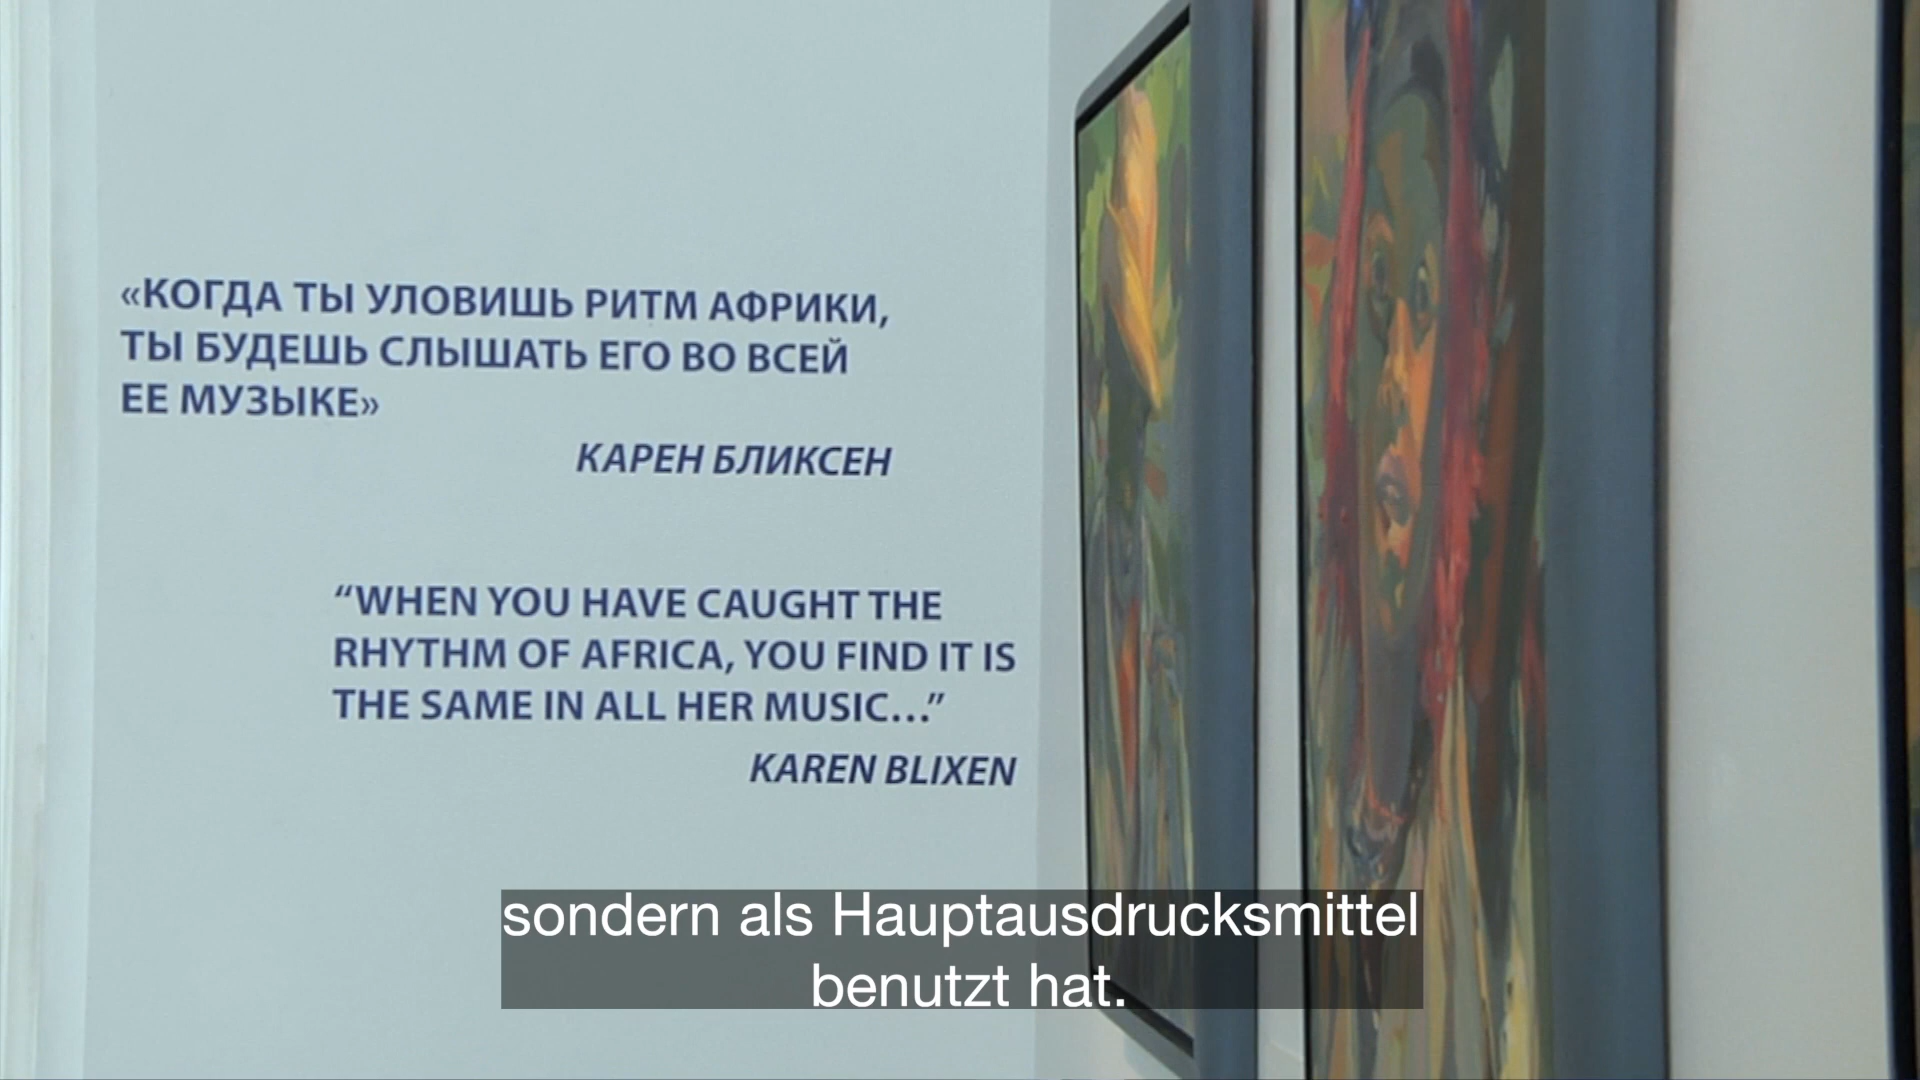 «КОГДА ТЫ УЛОВИШЬ РИТМ АФРИКИ,
ТЫ БУДЕШЬ СЛЫШАТЬ ЕГО ВО ВСЕЙ
ЕЕ МУЗЫКЕ»
КАРЕН БЛИКСЕН
“WHEN YOU HAVE CAUGHT THE
RHYTHM OF AFRICA, YOU FIND IT IS
THE SAME IN ALL HER MUSIC...”
KAREN BLIXEN
sondern als Hauptausdrucksmittel
benutzt hat.